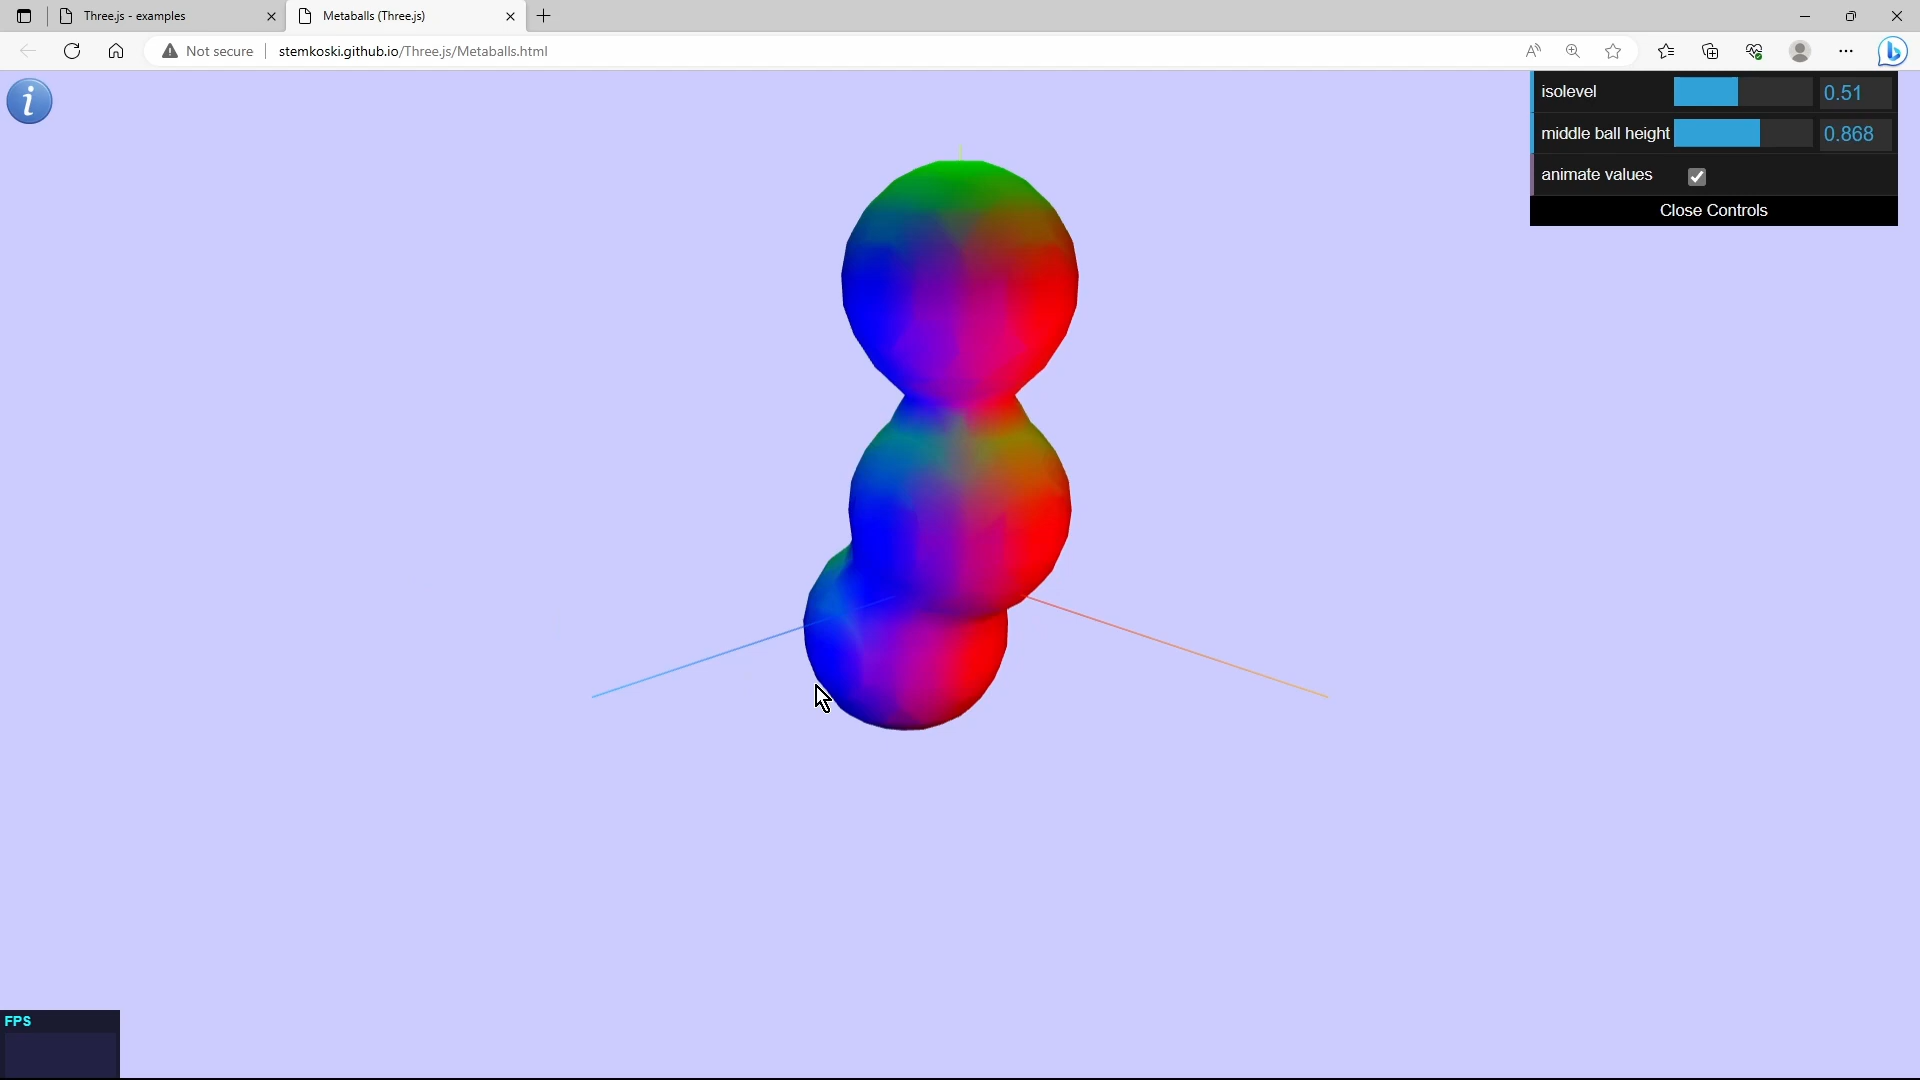 Three.js - examples
Metaballs (Three.js)
Not secure
stemkoski.github.io/Three.js/Metaballs.html
isolevel 0.51
middle ball height 0.868
animate values
Close Controls
FPS